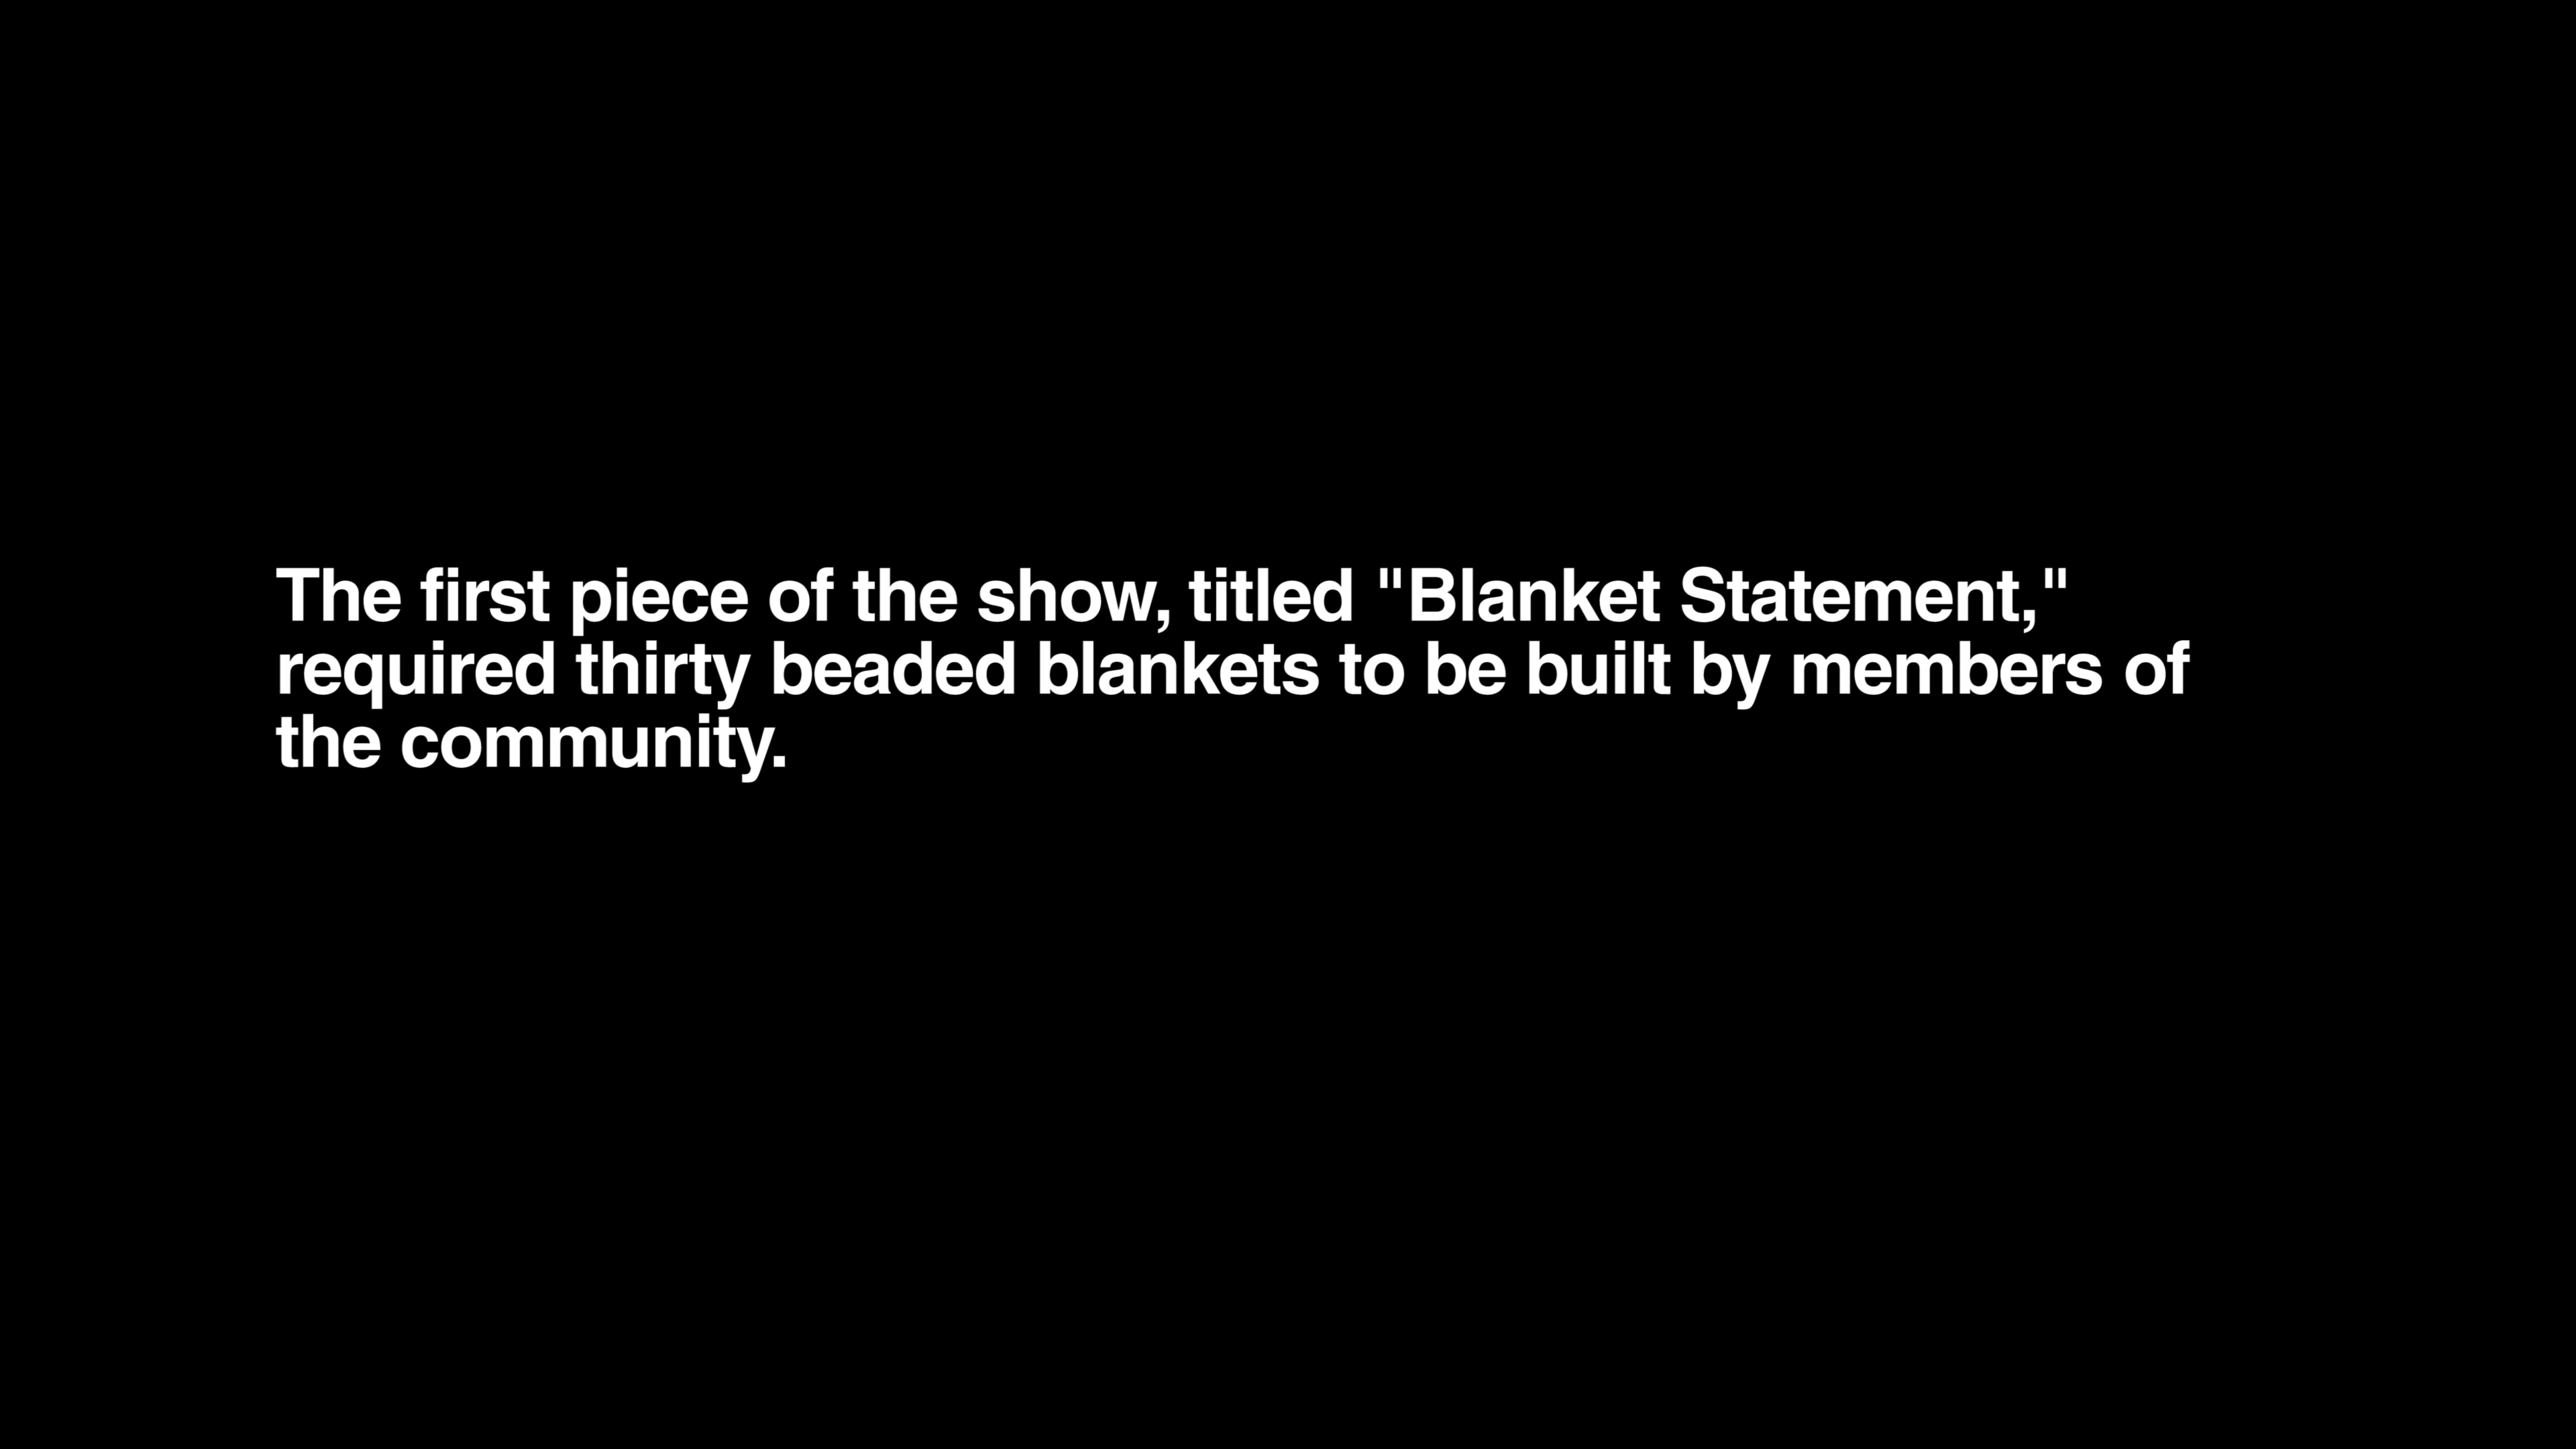 The first piece of the show, titled "Blanket Statement,"
required thirty beaded blankets to be built by members of
the community.